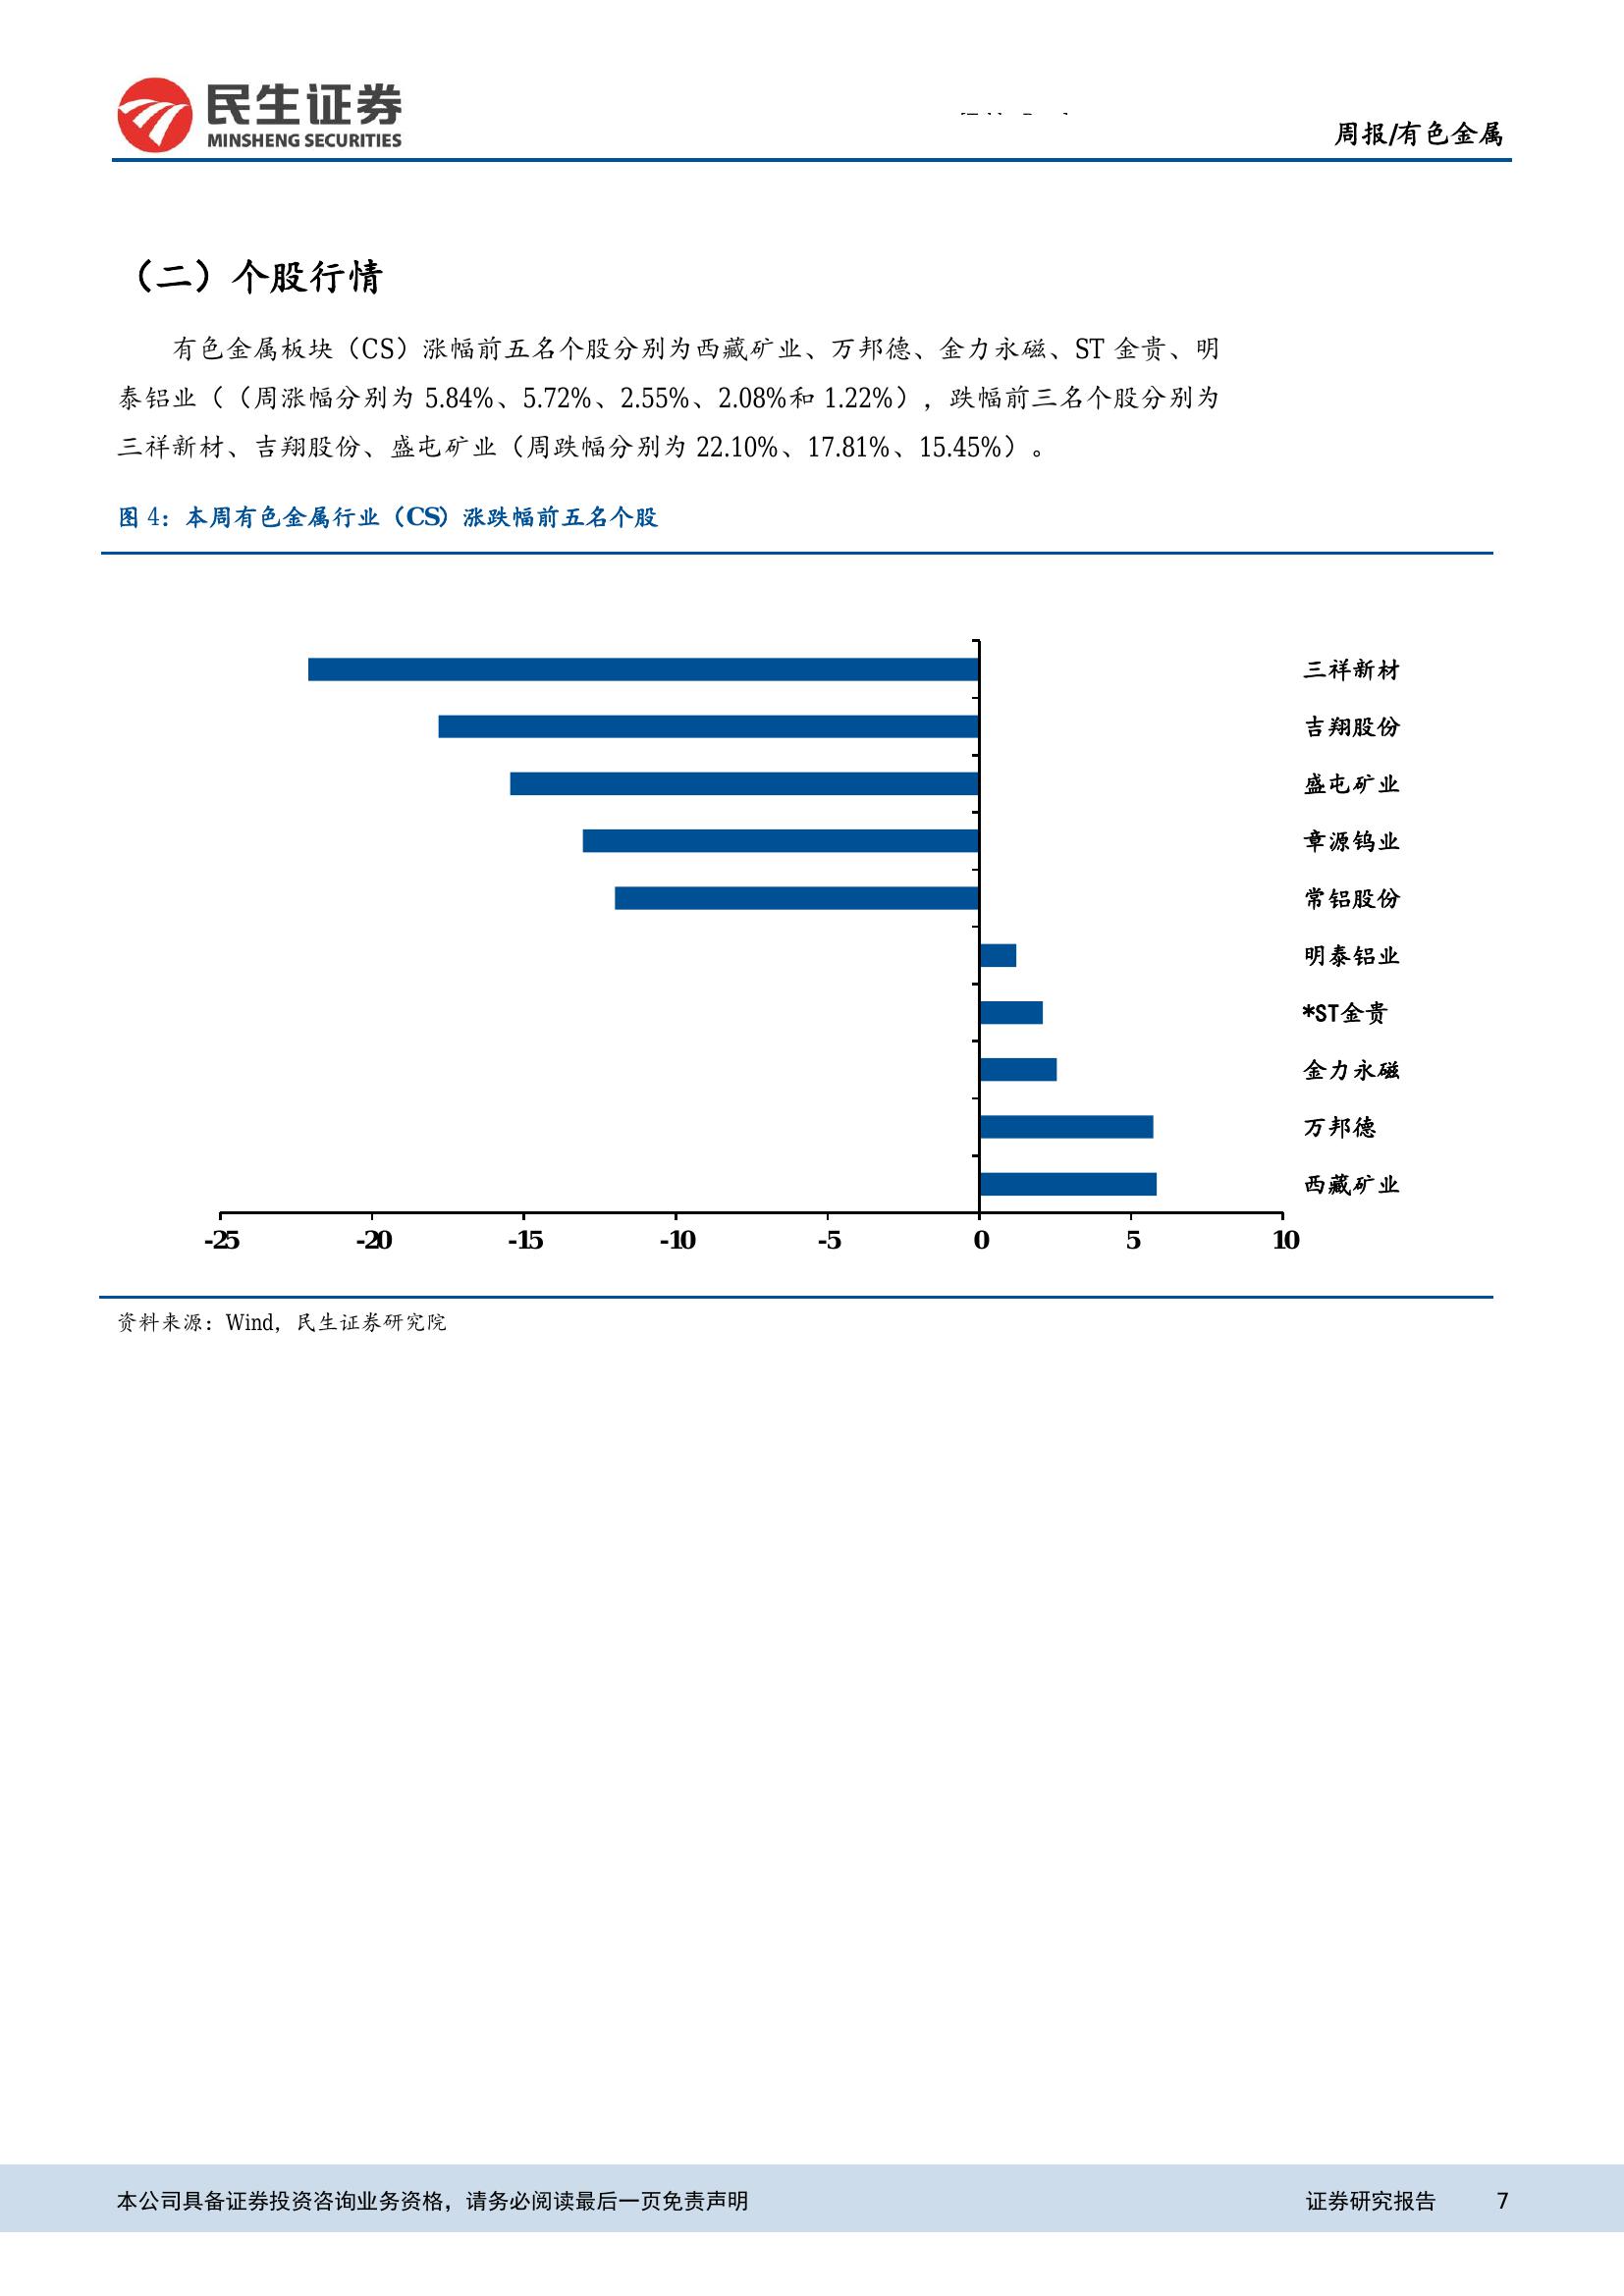 民生证券
MINSHENG SECURITIES
周报/有色金属
（二）个股行情
有色金属板块（CS）涨幅前五名个股分别为西藏矿业、万邦德、金力永磁、ST 金贵、明
泰铝业（（周涨幅分别为 5.84%、5.72%、2.55%、2.08%和 1.22%），跌幅前三名个股分别为
三祥新材、吉翔股份、盛屯矿业（周跌幅分别为 22.10%、17.81%、15.45%）。
图 4：本周有色金属行业（CS）涨跌幅前五名个股
三祥新材
吉翔股份
盛屯矿业
章源钨业
常铝股份
明泰铝业
*ST金贵
金力永磁
万邦德
西藏矿业
-25 -20 -15 -10 -5 0 5 10
资料来源：Wind，民生证券研究院
本公司具备证券投资咨询业务资格，请务必阅读最后一页免责声明
证券研究报告 7